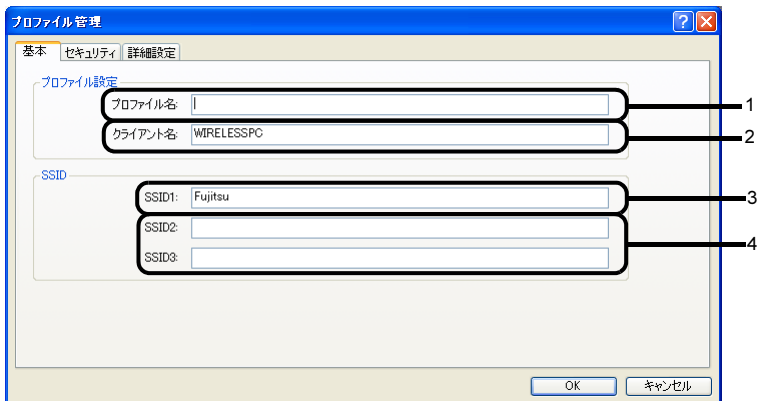 プロファイル管理
基本 セキュリティ 詳細設定
プロファイル設定
プロファイル名: 1
クライアント名: WIRELESSPC 2
SSID
SSID1: Fujitsu 3
SSID2:
4
SSID3:
OK キャンセル